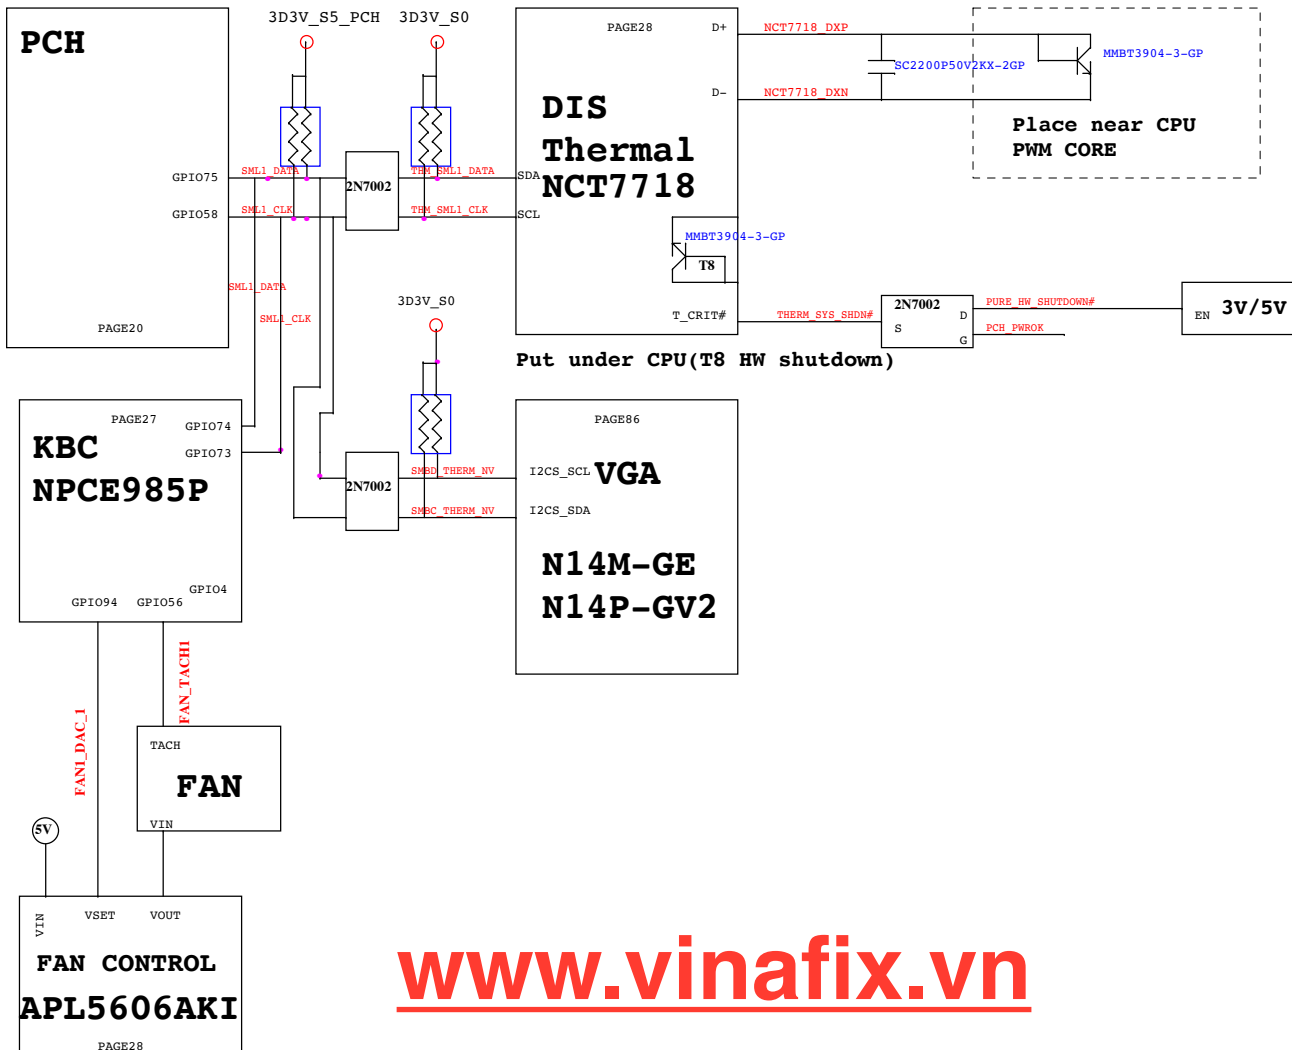 3D3V_S5_PCH
3D3V_S0
PCH
GPIO75
GPIO58
PAGE20
SML1_DATA
SML1_CLK
SML1_DATA
SML1_CLK
2N7002
THM_SML1_DATA
THM_SML1_CLK
PAGE28
D+
D-
DIS
Thermal
NCT7718
SDA
SCL
MMBT3904-3-GP
T8
T_CRIT#
Put under CPU(T8 HW shutdown)
NCT7718_DXP
NCT7718_DXN
SC2200P50V2KX-2GP
MMBT3904-3-GP
Place near CPU
PWM CORE
THERM_SYS_SHDN#
2N7002
S
D
G
PURE_HW_SHUTDOWN#
PCH_PWROK
EN
3V/5V
3D3V_S0
PAGE27
KBC
NPCE985P
GPIO74
GPIO73
GPIO4
GPIO94
GPIO56
2N7002
SMBD_THERM_NV
SMBC_THERM_NV
PAGE86
I2CS_SCL
VGA
I2CS_SDA
N14M-GE
N14P-GV2
FAN1_DAC_1
FAN_TACH1
TACH
FAN
VIN
5V
VIN
VSET
VOUT
FAN CONTROL
APL5606AKI
PAGE28
www.vinafix.vn